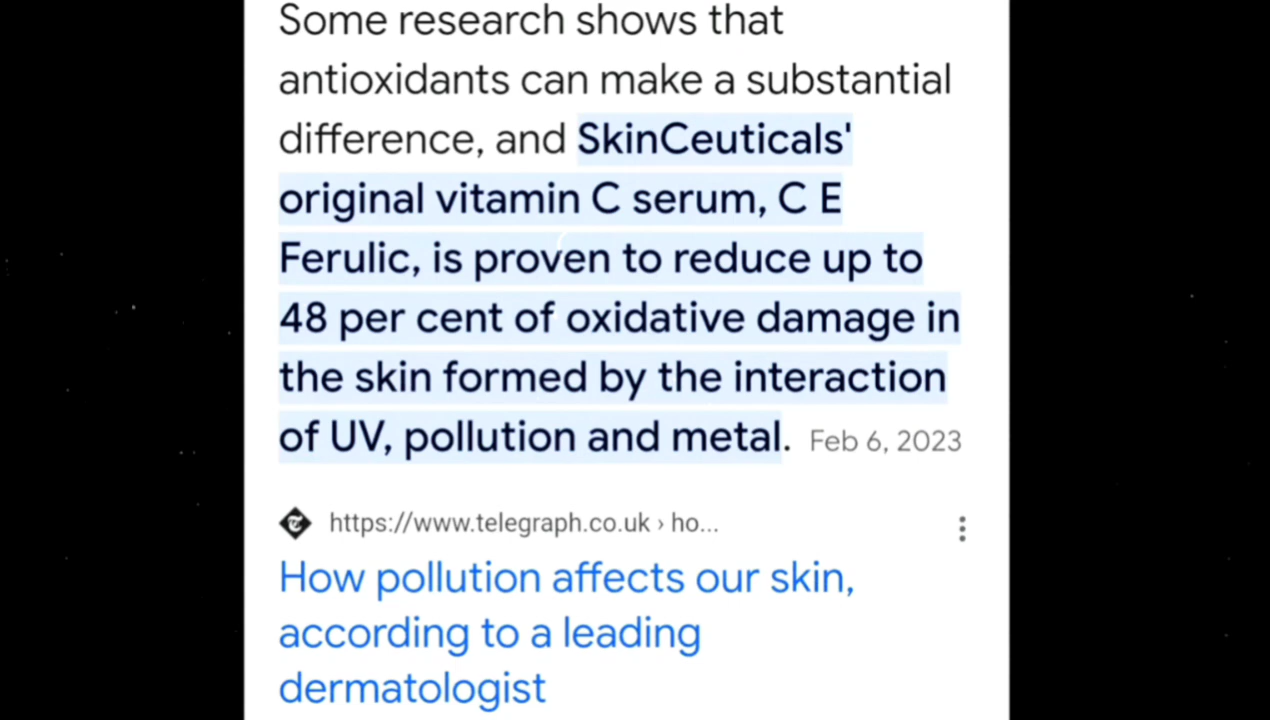 Some research shows that
antioxidants can make a substantial
difference, and SkinCeuticals'
original vitamin C serum, C E
Ferulic, is proven to reduce up to
48 per cent of oxidative damage in
the skin formed by the interaction
of UV, pollution and metal. Feb 6, 2023
https://www.telegraph.co.uk › ho...
How pollution affects our skin,
according to a leading
dermatologist